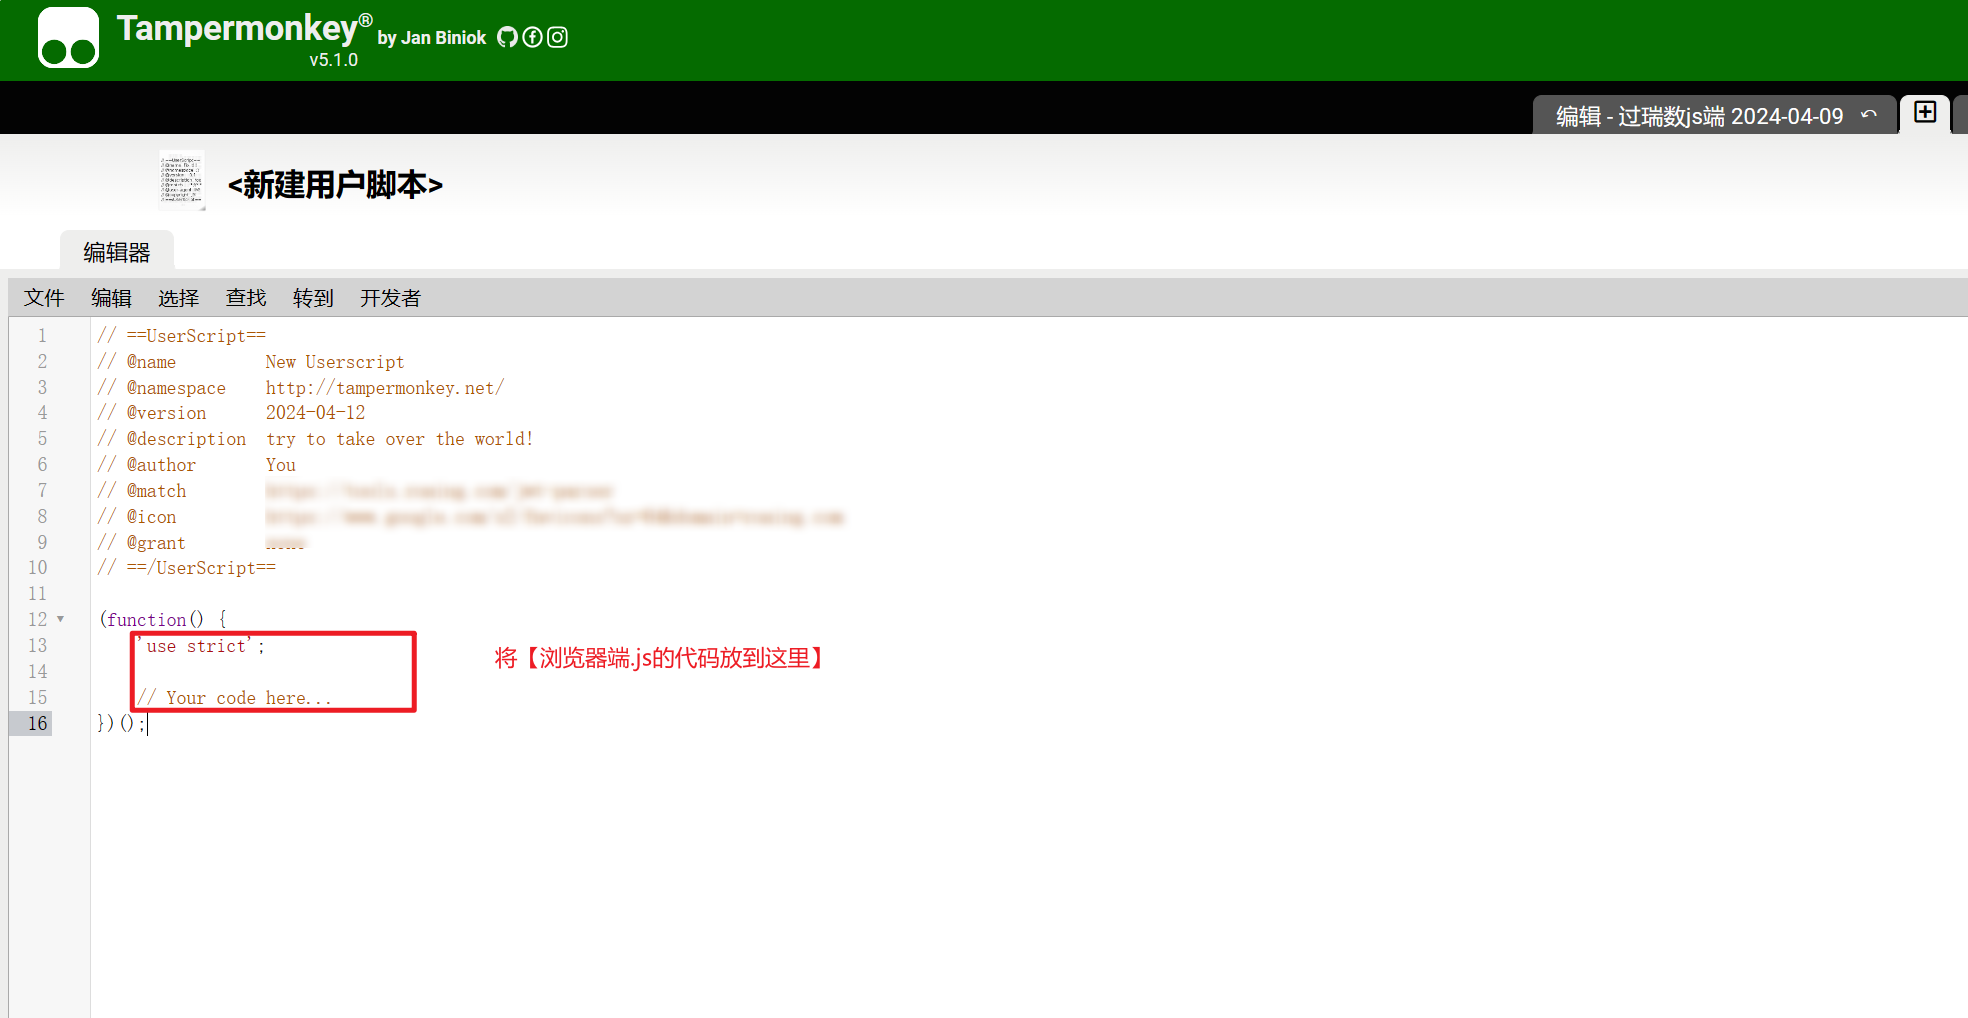 Tampermonkey® by Jan Biniok
v5.1.0
编辑 - 过瑞数js端 2024-04-09
<新建用户脚本>
编辑器
文件 编辑 选择 查找 转到 开发者
1 // ==UserScript==
2 // @name New Userscript
3 // @namespace http://tampermonkey.net/
4 // @version 2024-04-12
5 // @description try to take over the world!
6 // @author You
7 // @match
8 // @icon
9 // @grant
10 // ==/UserScript==
11
12 (function() {
13 'use strict';
将【浏览器端.js的代码放到这里】
14
15 // Your code here...
16 })();